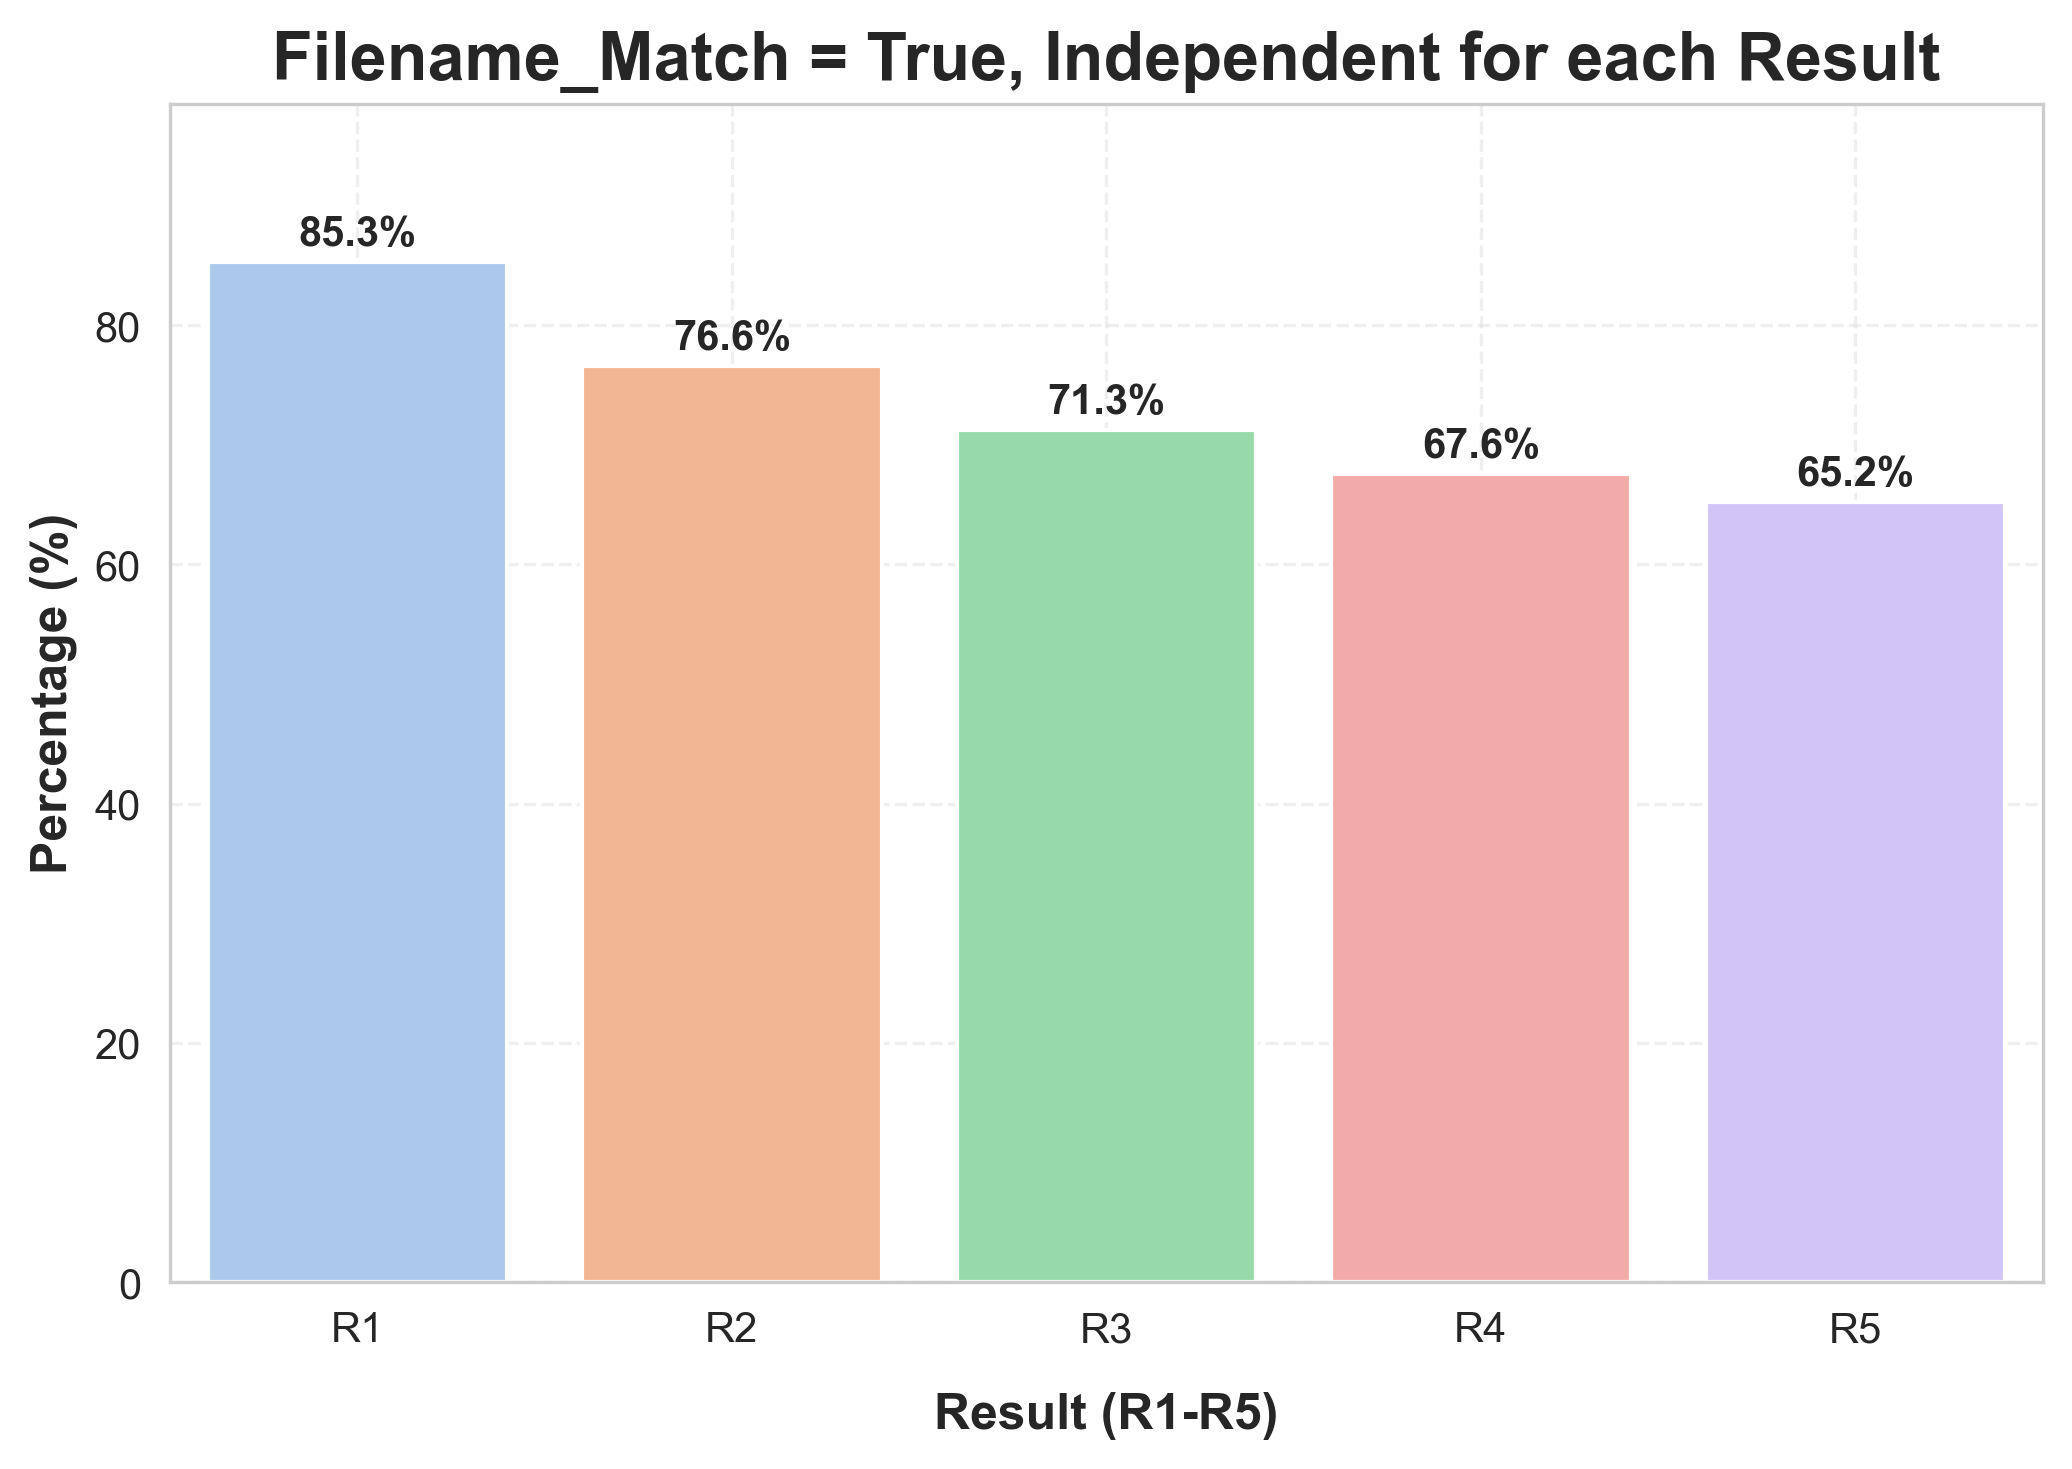 Filename_Match = True, Independent for each Result
85.3%
76.6%
71.3%
67.6%
65.2%
Percentage (%)
80
60
40
20
0
R1 R2 R3 R4 R5
Result (R1-R5)